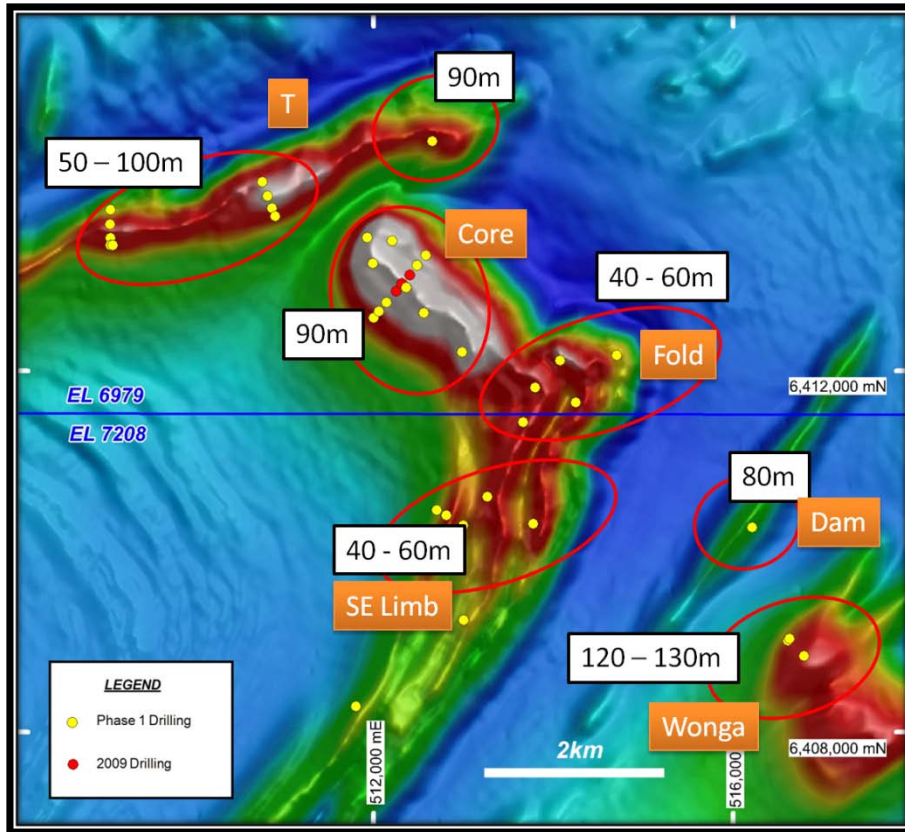 90m
T
50 – 100m
Core
40 - 60m
90m
Fold
6,412,000 mN
EL 6979
EL 7208
80m
Dam
40 - 60m
SE Limb
120 – 130m
Wonga
LEGEND
Phase 1 Drilling
2009 Drilling
512,000 mE
2km
516,000
6,408,000 mN